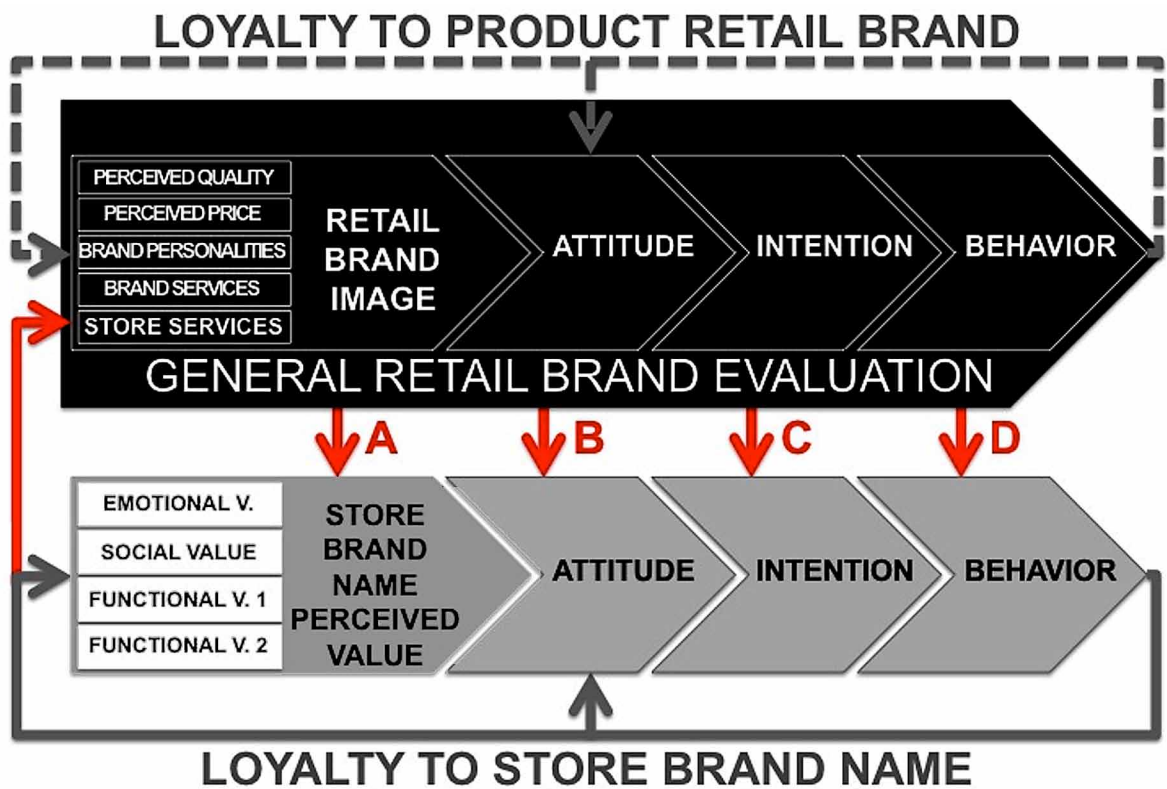 LOYALTY TO PRODUCT RETAIL BRAND
PERCEIVED QUALITY
PERCEIVED PRICE
BRAND PERSONALITIES
BRAND SERVICES
STORE SERVICES
RETAIL
BRAND
IMAGE
ATTITUDE
INTENTION
BEHAVIOR
GENERAL RETAIL BRAND EVALUATION
A
B
C
D
EMOTIONAL V.
SOCIAL VALUE
FUNCTIONAL V. 1
FUNCTIONAL V. 2
STORE
BRAND
NAME
PERCEIVED
VALUE
ATTITUDE
INTENTION
BEHAVIOR
LOYALTY TO STORE BRAND NAME